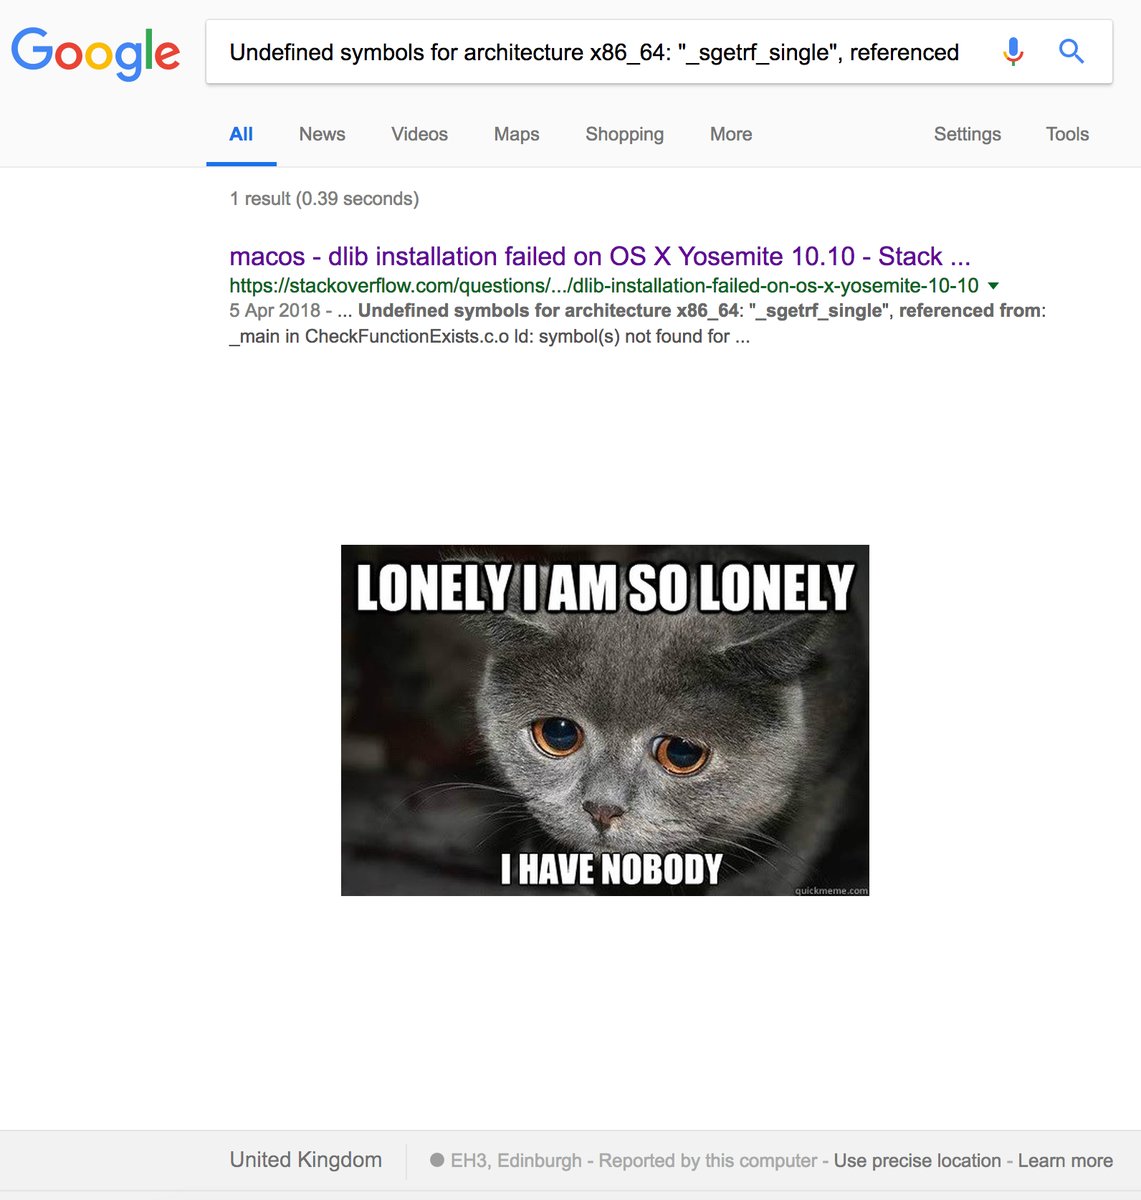 Google
Undefined symbols for architecture x86_64: "_sgetrf_single", referenced
All News Videos Maps Shopping More Settings Tools
1 result (0.39 seconds)
macos - dlib installation failed on OS X Yosemite 10.10 - Stack ...
https://stackoverflow.com/questions/.../dlib-installation-failed-on-os-x-yosemite-10-10
5 Apr 2018 - ... Undefined symbols for architecture x86_64: "_sgetrf_single", referenced from:
_main in CheckFunctionExists.c.o ld: symbol(s) not found for ...
LONELY I AM SO LONELY
I HAVE NOBODY
quickmeme.com
United Kingdom EH3, Edinburgh - Reported by this computer - Use precise location - Learn more